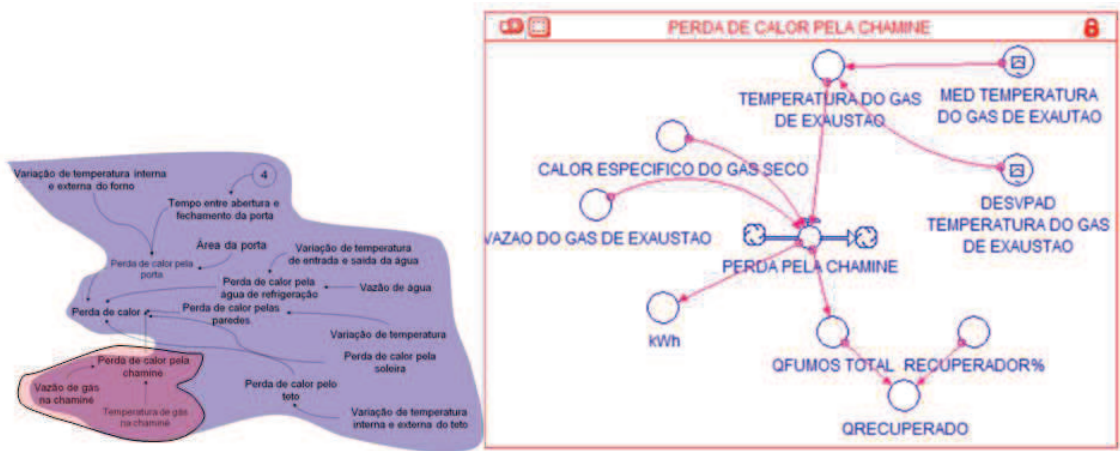 Variação de temperatura interna
e externa do forno
4
Tempo entre abertura e
fechamento da porta
Área da porta
Perda de calor pela
porta
Variação de temperatura
de entrada e saída da água
Perda de calor pela
água de refrigeração
Vazão de água
Perda de calor
Perda de calor pelas
paredes
Variação de temperatura
Perda de calor pela
soleira
Perda de calor pela
chaminé
Vazão de gás
na chaminé
Perda de calor pelo
teto
Temperatura de gás
na chaminé
Variação de temperatura
interna e externa do teto
PERDA DE CALOR PELA CHAMINE
TEMPERATURA DO GAS
DE EXAUSTAO
MED TEMPERATURA
DO GAS DE EXAUTAO
CALOR ESPECIFICO DO GAS SECO
DESVPAD
TEMPERATURA DO GAS
DE EXAUSTAO
VAZAO DO GAS DE EXAUSTAO
PERDA PELA CHAMINE
kWh
QFUMOS TOTAL
RECUPERADOR%
QRECUPERADO